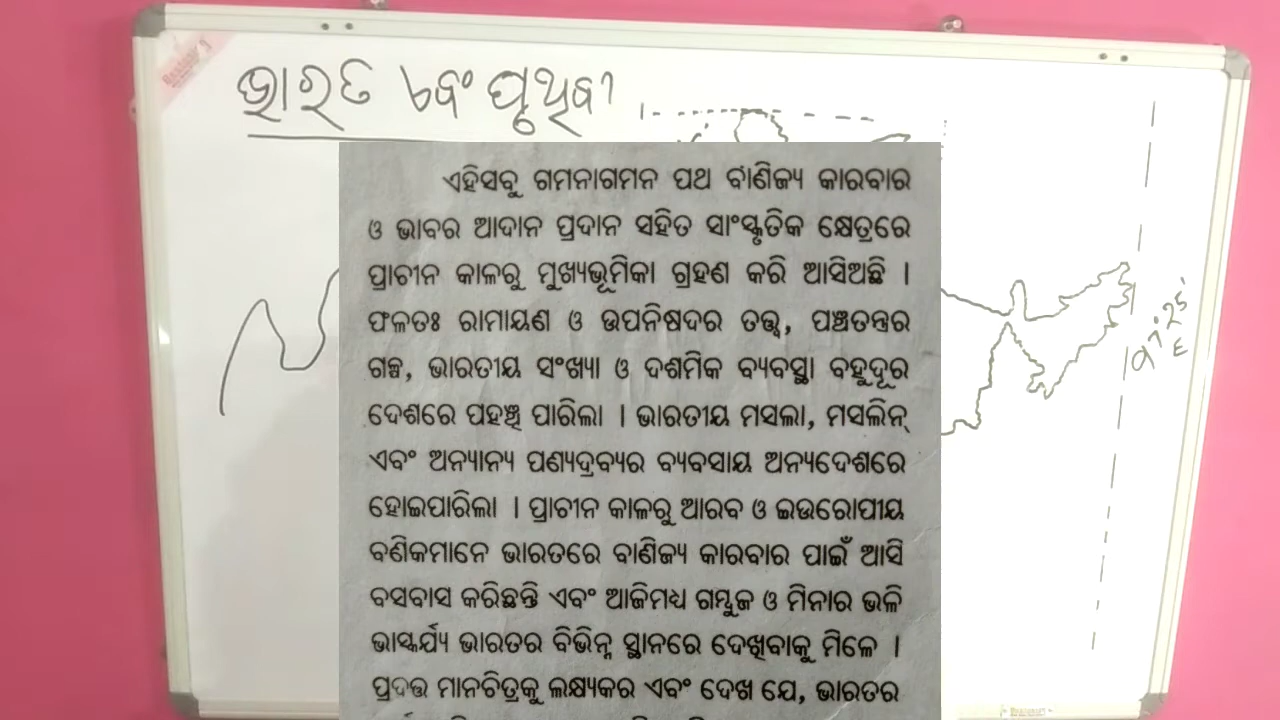 ଭାରତ ଏବଂ ପୃଥିବୀ
ଏହିସବୁ ଗମନାଗମନ ପଥ ର୍ବାଣିଜ୍ୟ କାରବାର
ଓ ଭାବର ଆଦାନ ପ୍ରଦାନ ସହିତ ସାଂସ୍କୃତିକ କ୍ଷେତ୍ରରେ
ପ୍ରାଚୀନ କାଳରୁ ମୁଖ୍ୟଭୂମିକା ଗ୍ରହଣ କରି ଆସିଅଛି ।
ଫଳତଃ ରାମାୟଣ ଓ ଉପନିଷଦର ତତ୍ତ୍ୱ, ପଞ୍ଚତନ୍ତ୍ରର
ଗଳ୍ପ, ଭାରତୀୟ ସଂଖ୍ୟା ଓ ଦଶମିକ ବ୍ୟବସ୍ଥା ବହୁଦୂର
ଦେଶରେ ପହଞ୍ଚି ପାରିଲା । ଭାରତୀୟ ମସଲା, ମସଲିନ୍
ଏବଂ ଅନ୍ୟାନ୍ୟ ପଣ୍ୟଦ୍ରବ୍ୟର ବ୍ୟବସାୟ ଅନ୍ୟଦେଶରେ
ହୋଇପାରିଲା । ପ୍ରାଚୀନ କାଳରୁ ଆରବ ଓ ଇଉରୋପୀୟ
ବଣିକମାନେ ଭାରତରେ ବାଣିଜ୍ୟ କାରବାର ପାଇଁ ଆସି
ବସବାସ କରିଛନ୍ତି ଏବଂ ଆଜିମଧ୍ୟ ଗମ୍ବୁଜ ଓ ମିନାର ଭଳି
ଭାସ୍କର୍ଯ୍ୟ ଭାରତର ବିଭିନ୍ନ ସ୍ଥାନରେ ଦେଖିବାକୁ ମିଳେ ।
ପ୍ରଦତ୍ତ ମାନଚିତ୍ରକୁ ଲକ୍ଷ୍ୟକର ଏବଂ ଦେଖ ଯେ, ଭାରତର
97°25' E